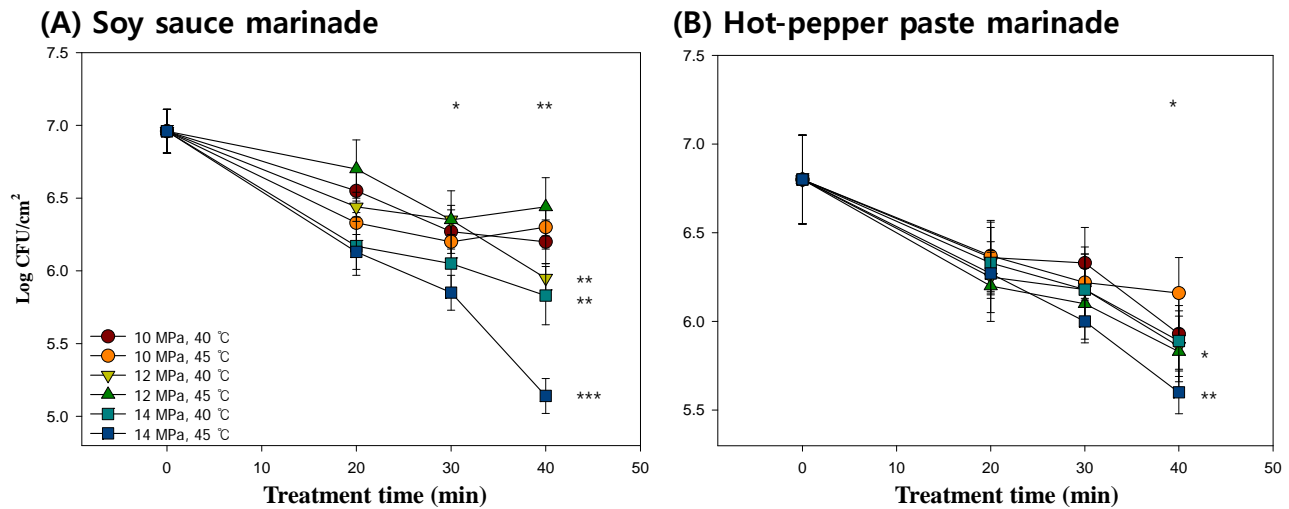 (A) Soy sauce marinade
(B) Hot-pepper paste marinade
Log CFU/cm2
7.5
7.0
6.5
6.0
5.5
5.0
*
**
**
**
***
10 MPa, 40 ℃
10 MPa, 45 ℃
12 MPa, 40 ℃
12 MPa, 45 ℃
14 MPa, 40 ℃
14 MPa, 45 ℃
0 10 20 30 40 50
Treatment time (min)
7.5
7.0
6.5
6.0
5.5
*
*
**
0 10 20 30 40 50
Treatment time (min)